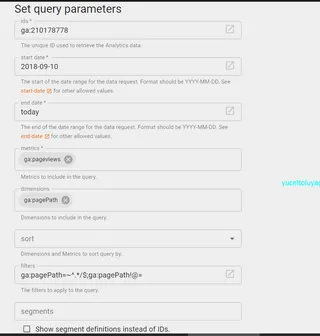 Set query parameters
ids *
ga:210178778
The unique ID used to retrieve the Analytics data.
start date *
2018-09-10
The start of the date range for the data request. Format should be YYYY-MM-DD. See
start-date for other allowed values.
end date *
today
The end of the date range for the data request. Format should be YYYY-MM-DD. See
end-date for other allowed values.
metrics *
ga:pageviews
Metrics to include in the query.
dimensions
ga:pagePath
Dimensions to include in the query.
sort
Dimensions and Metrics to sort query by.
filters
ga:pagePath=~^.*/$;ga:pagePath!@=
The filters to apply to the query.
segments
Show segment definitions instead of IDs.